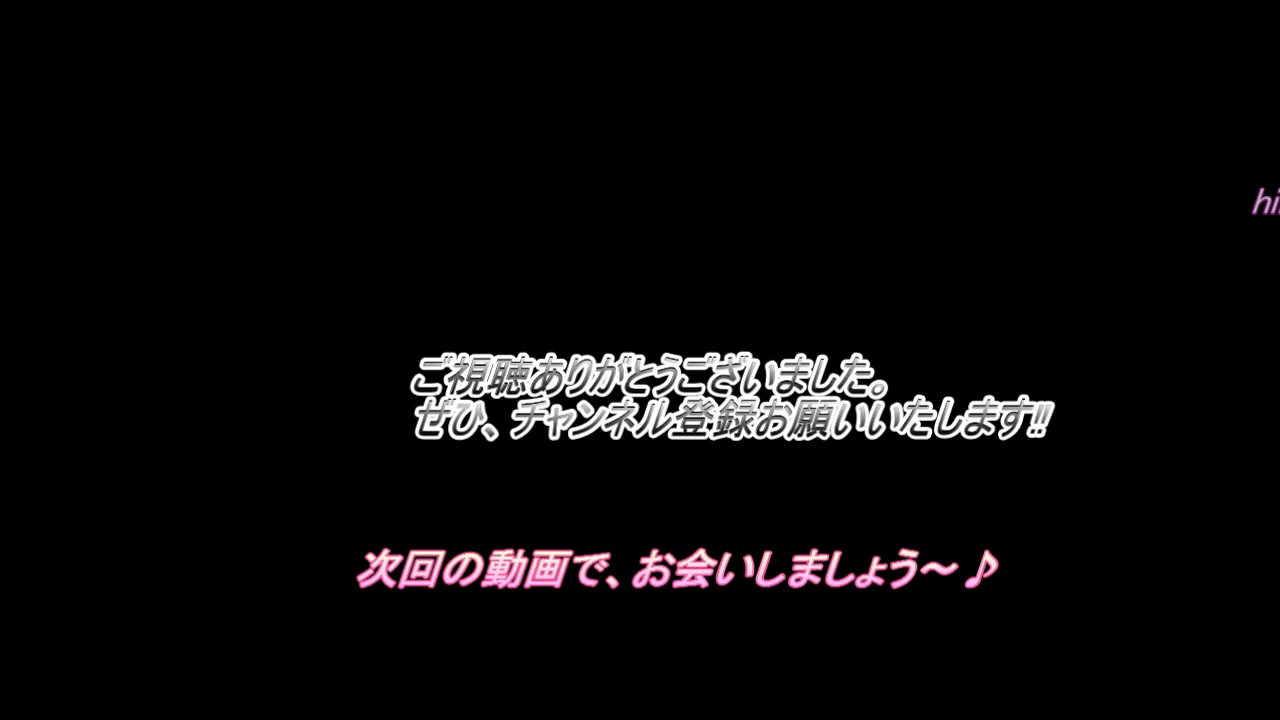 ご視聴ありがとうございました。
ぜひ、チャンネル登録お願いいたします!!
次回の動画で、お会いしましょう～♪